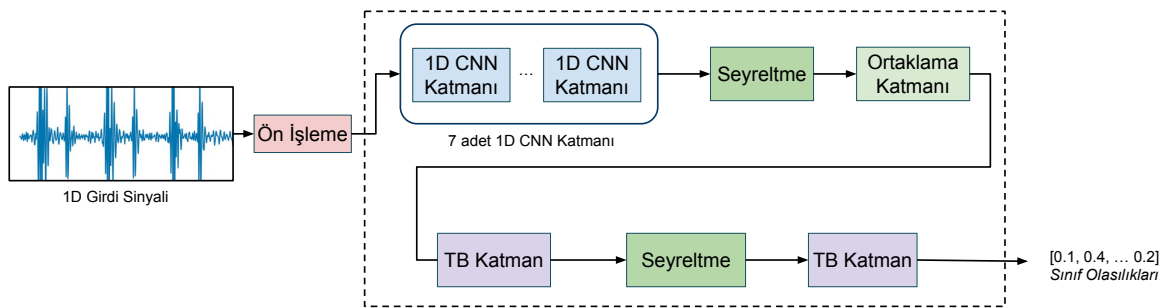 1D Girdi Sinyali
Ön İşleme
1D CNN
Katmanı
...
1D CNN
Katmanı
7 adet 1D CNN Katmanı
Seyreltme
Ortaklama
Katmanı
TB Katman
Seyreltme
TB Katman
[0.1, 0.4, ... 0.2]
Sınıf Olasılıkları